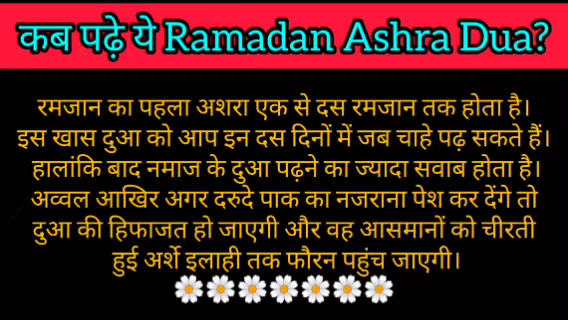 कब पढ़े ये Ramadan Ashra Dua?
रमजान का पहला अशरा एक से दस रमजान तक होता है।
इस खास दुआ को आप इन दस दिनों में जब चाहे पढ़ सकते हैं।
हालांकि बाद नमाज के दुआ पढ़ने का ज्यादा सवाब होता है।
अव्वल आखिर अगर दरुदे पाक का नजराना पेश कर देंगे तो
दुआ की हिफाजत हो जाएगी और वह आसमानों को चीरती
हुई अर्शे इलाही तक फौरन पहुंच जाएगी।